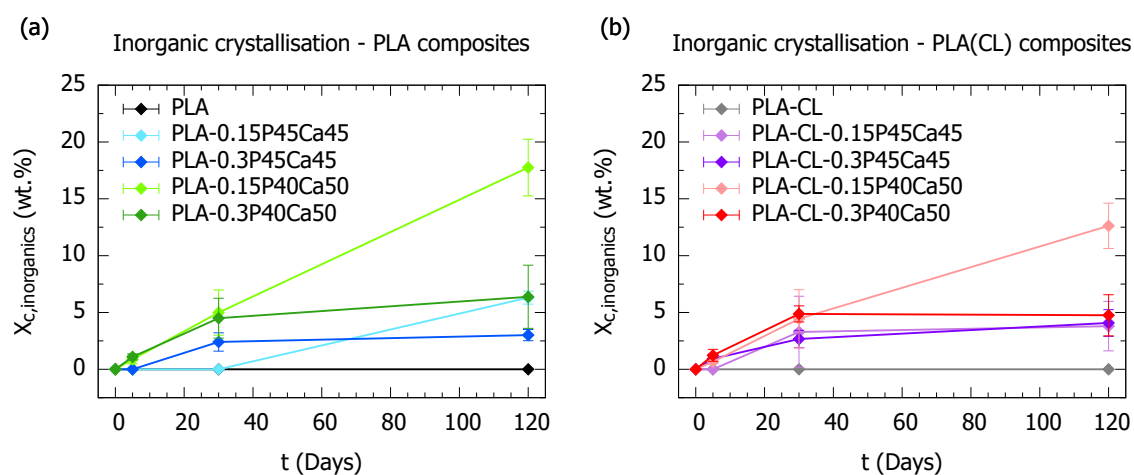 (a)
Inorganic crystallisation - PLA composites
X_c,inorganics (wt.%)
25
20
15
10
5
0
PLA
PLA-0.15P45Ca45
PLA-0.3P45Ca45
PLA-0.15P40Ca50
PLA-0.3P40Ca50
0 20 40 60 80 100 120
t (Days)
(b)
Inorganic crystallisation - PLA(CL) composites
X_c,inorganics (wt.%)
25
20
15
10
5
0
PLA-CL
PLA-CL-0.15P45Ca45
PLA-CL-0.3P45Ca45
PLA-CL-0.15P40Ca50
PLA-CL-0.3P40Ca50
0 20 40 60 80 100 120
t (Days)